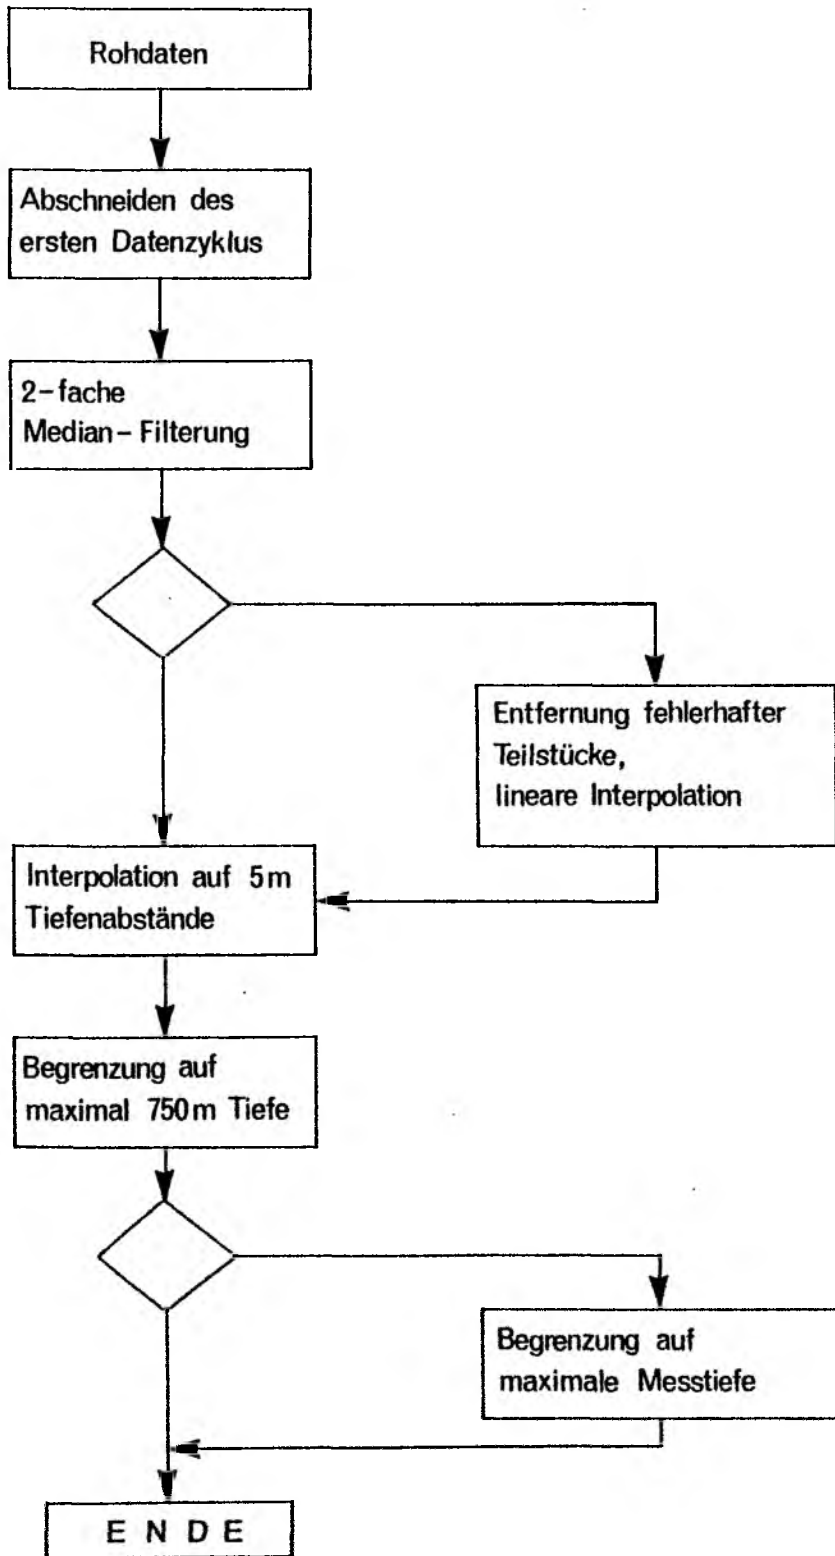 Rohdaten
Abschneiden des
ersten Datenzyklus
2-fache
Median-Filterung
Entfernung fehlerhafter
Teilstücke,
lineare Interpolation
Interpolation auf 5m
Tiefenabstände
Begrenzung auf
maximal 750m Tiefe
Begrenzung auf
maximale Messtiefe
ENDE